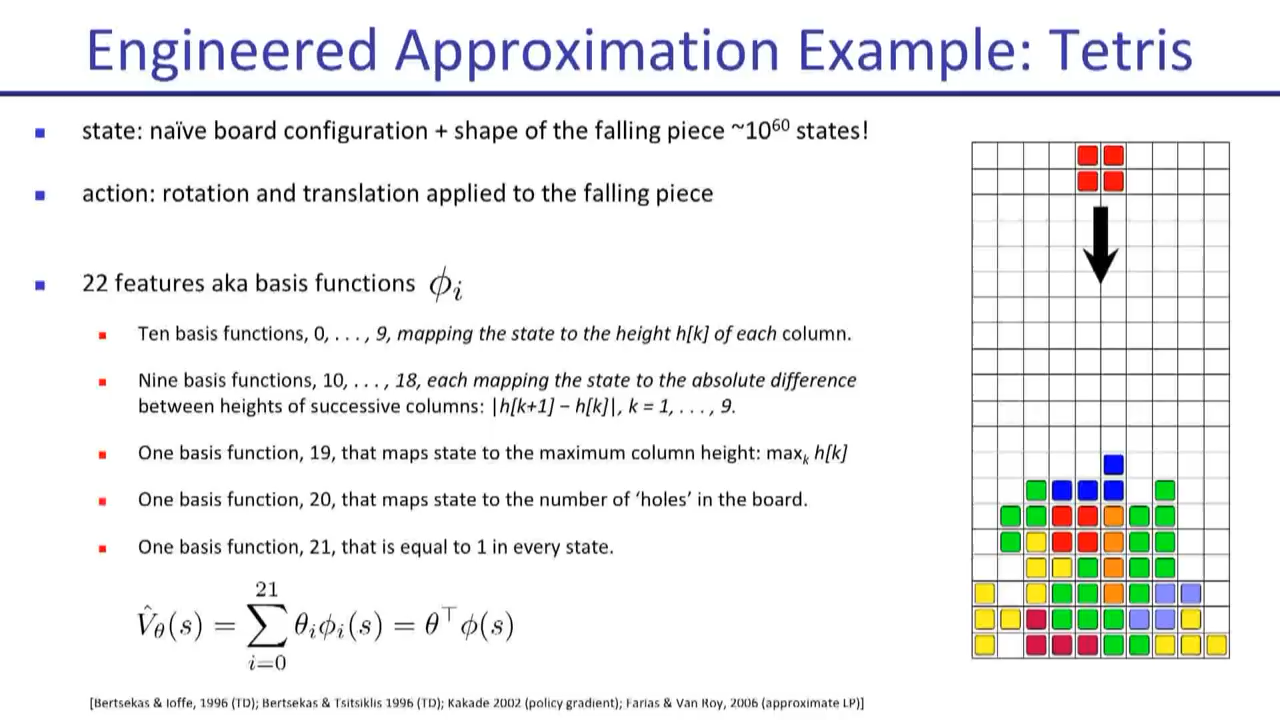 Engineered Approximation Example: Tetris
state: naïve board configuration + shape of the falling piece ~10⁶⁰ states!
action: rotation and translation applied to the falling piece
22 features aka basis functions ϕᵢ
Ten basis functions, 0, . . . , 9, mapping the state to the height h[k] of each column.
Nine basis functions, 10, . . . , 18, each mapping the state to the absolute difference
between heights of successive columns: |h[k+1] − h[k]|, k = 1, . . . , 9.
One basis function, 19, that maps state to the maximum column height: maxₖ h[k]
One basis function, 20, that maps state to the number of ‘holes’ in the board.
One basis function, 21, that is equal to 1 in every state.
V̂_θ(s) = ∑_{i=0}^{21} θᵢϕᵢ(s) = θ^⊤ϕ(s)
[Bertsekas & Ioffe, 1996 (TD); Bertsekas & Tsitsiklis 1996 (TD); Kakade 2002 (policy gradient); Farias & Van Roy, 2006 (approximate LP)]